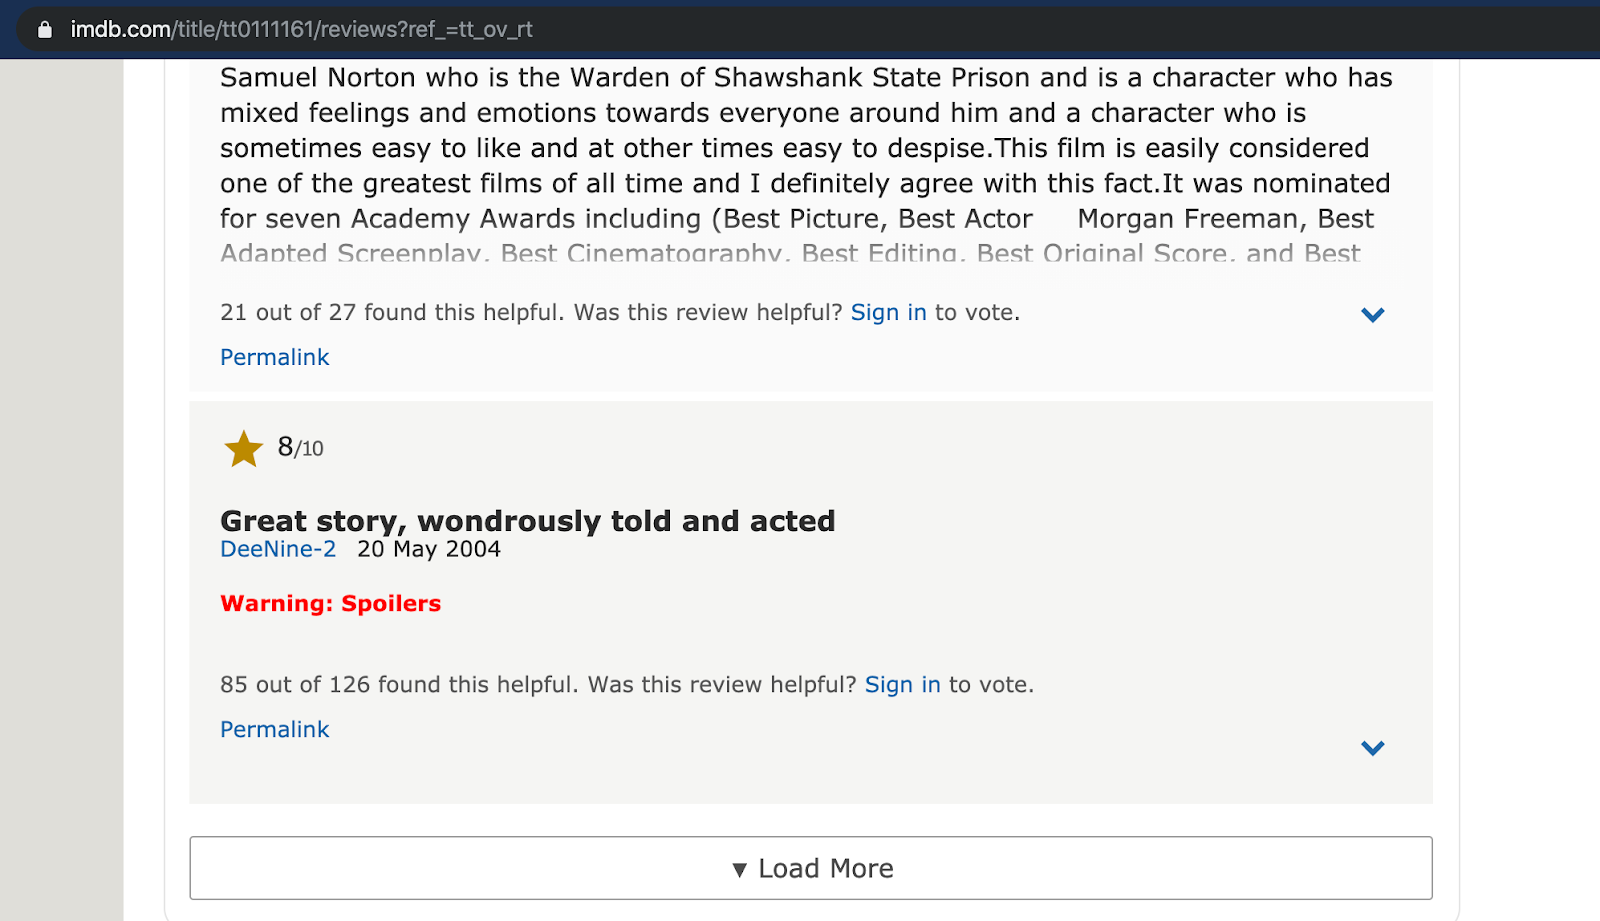 imdb.com/title/tt0111161/reviews?ref_=tt_ov_rt
Samuel Norton who is the Warden of Shawshank State Prison and is a character who has
mixed feelings and emotions towards everyone around him and a character who is
sometimes easy to like and at other times easy to despise.This film is easily considered
one of the greatest films of all time and I definitely agree with this fact.It was nominated
for seven Academy Awards including (Best Picture, Best Actor Morgan Freeman, Best
Adapted Screenplay, Best Cinematography, Best Editing, Best Original Score, and Best
21 out of 27 found this helpful. Was this review helpful? Sign in to vote.
Permalink
8/10
Great story, wondrously told and acted
DeeNine-2 20 May 2004
Warning: Spoilers
85 out of 126 found this helpful. Was this review helpful? Sign in to vote.
Permalink
▼ Load More